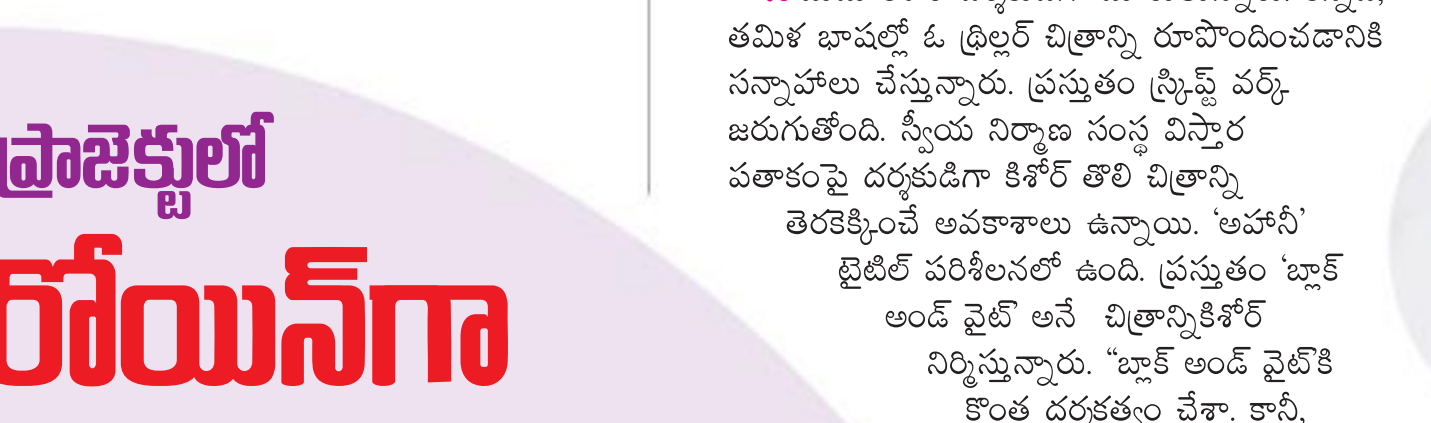 ప్రాజెక్టులో
రోయిన్‌గా
తమిళ భాషల్లో ఓ థ్రిల్లర్ చిత్రాన్ని రూపొందించడానికి
సన్నాహాలు చేస్తున్నారు. ప్రస్తుతం స్క్రిప్ట్ వర్క్
జరుగుతోంది. స్వీయ నిర్మాణ సంస్థ విస్తార
పతాకంపై దర్శకుడిగా కిశోర్ తొలి చిత్రాన్ని
తెరకెక్కించే అవకాశాలు ఉన్నాయి. ‘అహానీ’
టైటిల్ పరిశీలనలో ఉంది. ప్రస్తుతం ‘బ్లాక్
అండ్ వైట్’ అనే చిత్రాన్నికిశోర్
నిర్మిస్తున్నారు. “బ్లాక్ అండ్ వైట్’కి
కొంత దర్శకత్వం చేశా. కానీ,